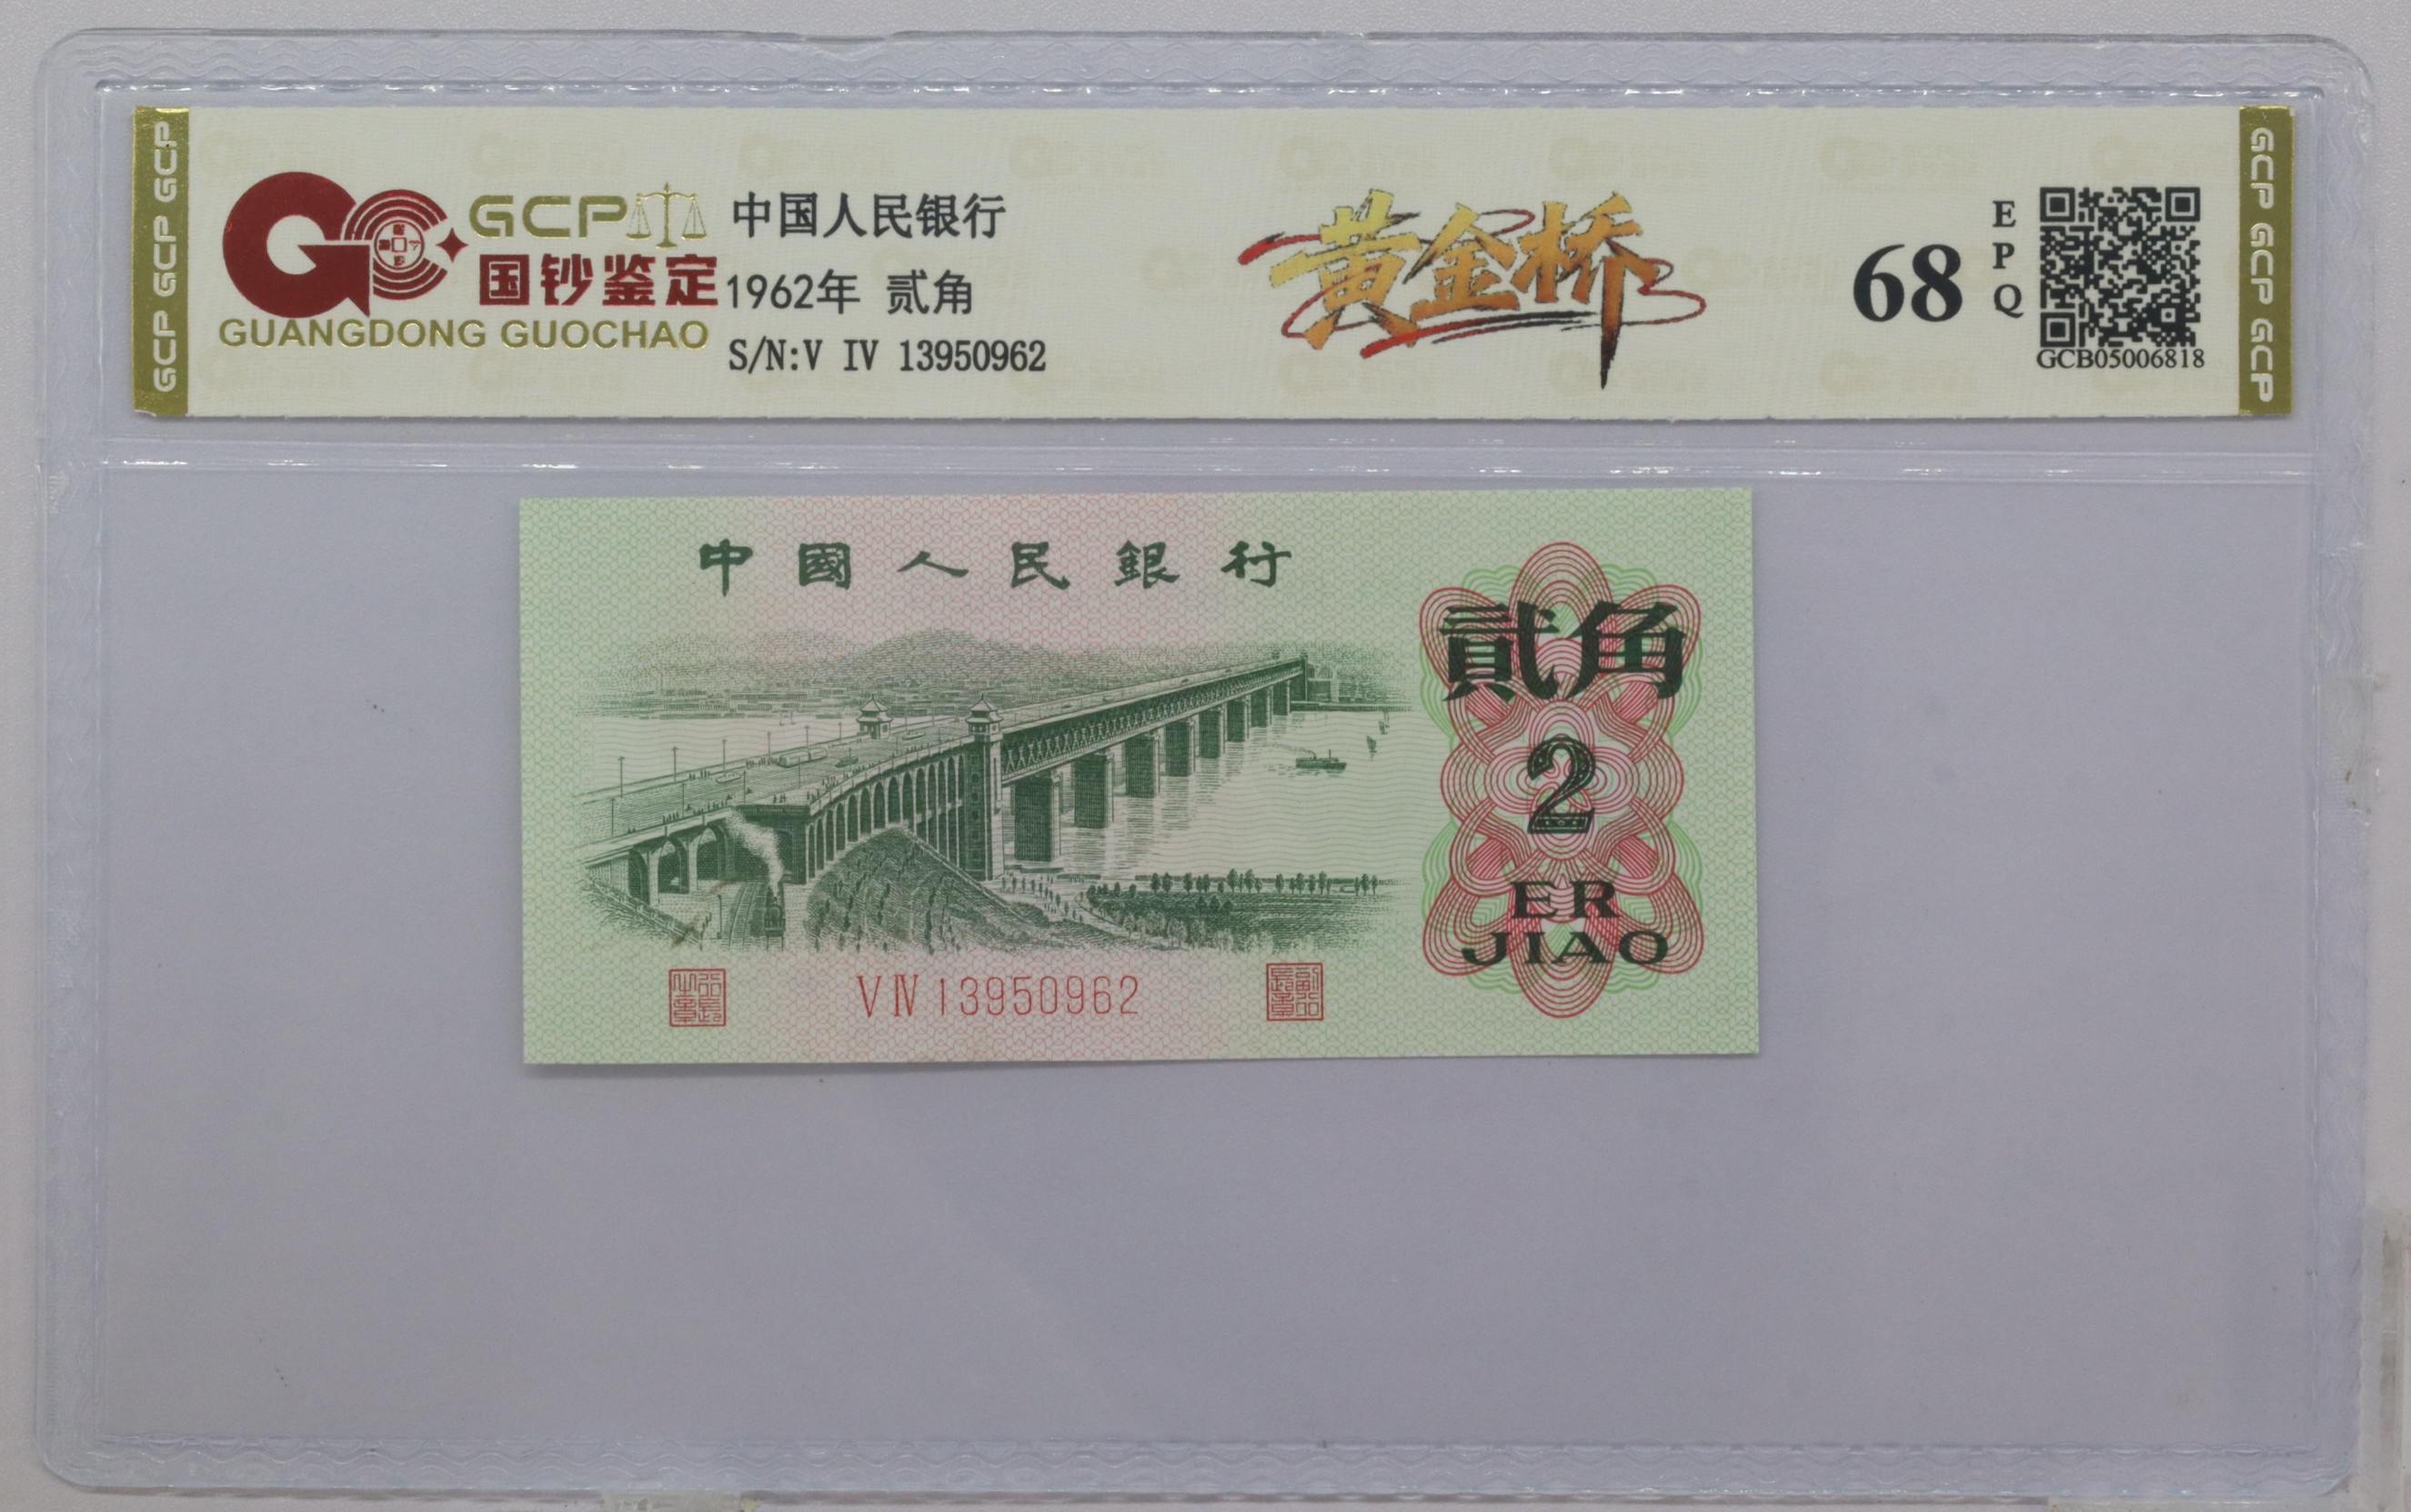 GCP GCP GCP
GCP
国钞鉴定
GUANGDONG GUOCHAO
中国人民银行
1962年 贰角
S/N:V IV 13950962
黄金桥
68
EPQ
GCB05006818
GCP GCP GCP
中國人民銀行
貳角
2
ER
JIAO
V IV 13950962